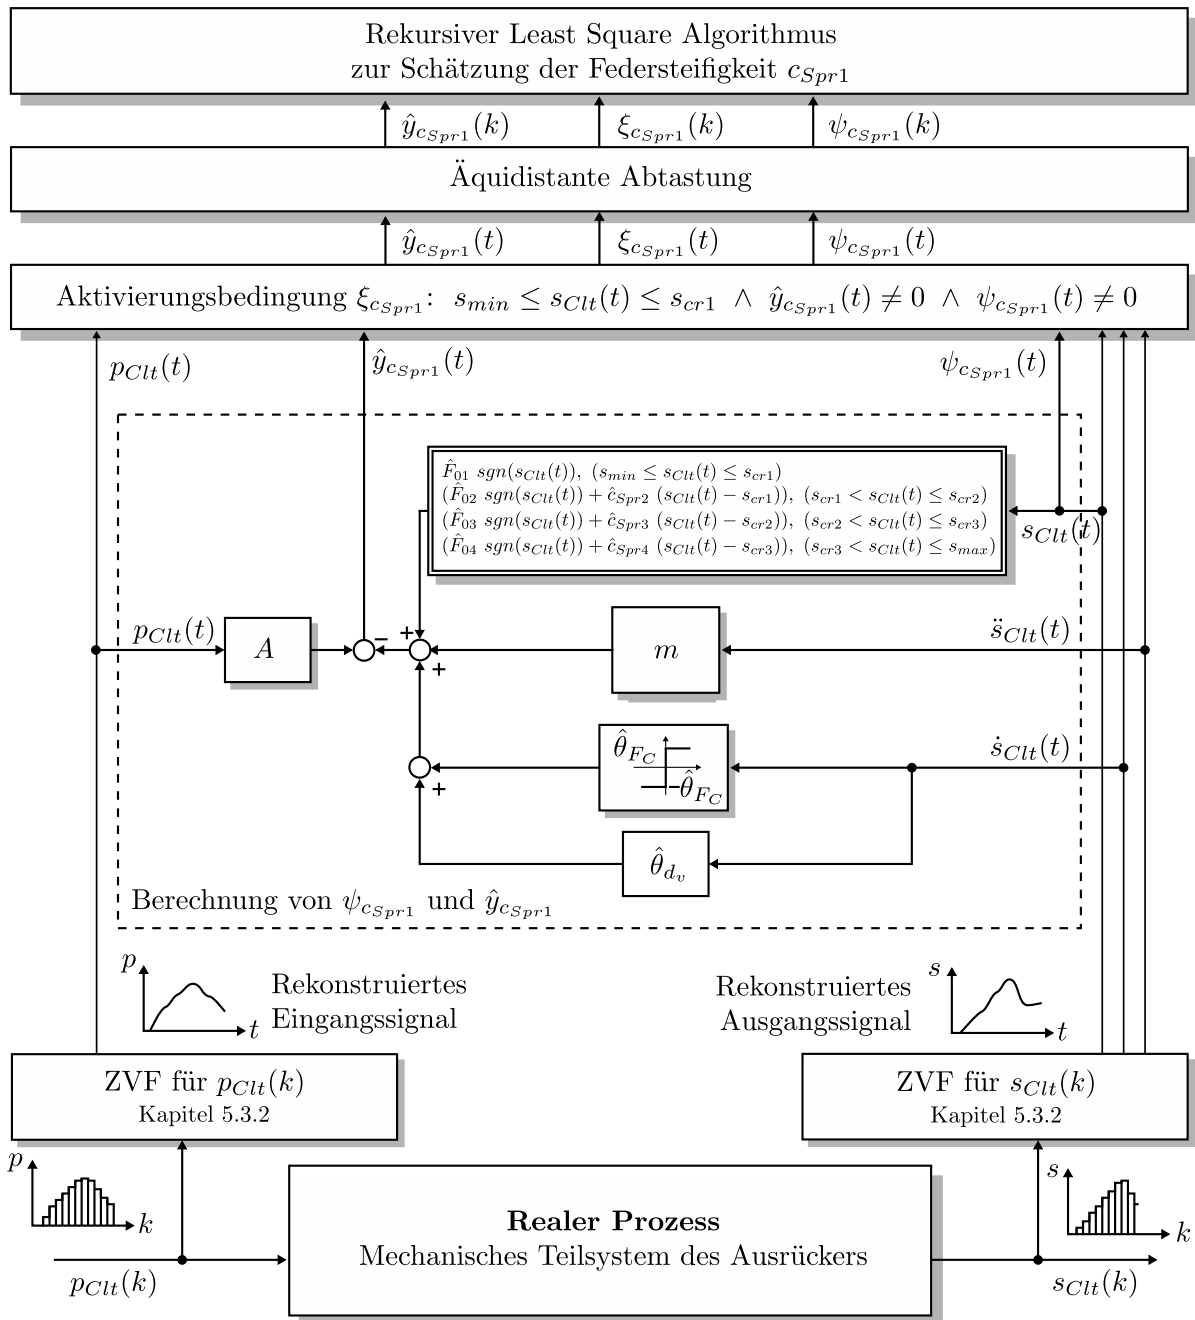 Rekursiver Least Square Algorithmus
zur Schätzung der Federsteifigkeit c_{Spr1}
ŷ_{c_{Spr1}}(k) ξ_{c_{Spr1}}(k) ψ_{c_{Spr1}}(k)
Äquidistante Abtastung
ŷ_{c_{Spr1}}(t) ξ_{c_{Spr1}}(t) ψ_{c_{Spr1}}(t)
Aktivierungsbedingung ξ_{c_{Spr1}}: s_{min} ≤ s_{Clt}(t) ≤ s_{cr1} ∧ ŷ_{c_{Spr1}}(t) ≠ 0 ∧ ψ_{c_{Spr1}}(t) ≠ 0
p_{Clt}(t) ŷ_{c_{Spr1}}(t) ψ_{c_{Spr1}}(t)
F̂_{01} sgn(s_{Clt}(t)), (s_{min} ≤ s_{Clt}(t) ≤ s_{cr1})
(F̂_{02} sgn(s_{Clt}(t)) + ĉ_{Spr2} (s_{Clt}(t) − s_{cr1})), (s_{cr1} < s_{Clt}(t) ≤ s_{cr2})
(F̂_{03} sgn(s_{Clt}(t)) + ĉ_{Spr3} (s_{Clt}(t) − s_{cr2})), (s_{cr2} < s_{Clt}(t) ≤ s_{cr3})
(F̂_{04} sgn(s_{Clt}(t)) + ĉ_{Spr4} (s_{Clt}(t) − s_{cr3})), (s_{cr3} < s_{Clt}(t) ≤ s_{max})
s_{Clt}(t)
p_{Clt}(t) A − + + m s̈_{Clt}(t)
θ̂_{F_C} −θ̂_{F_C} ṡ_{Clt}(t)
+
θ̂_{d_v}
Berechnung von ψ_{c_{Spr1}} und ŷ_{c_{Spr1}}
p t
Rekonstruiertes
Eingangssignal
Rekonstruiertes
Ausgangssignal
s t
ZVF für p_{Clt}(k)
Kapitel 5.3.2
ZVF für s_{Clt}(k)
Kapitel 5.3.2
p k
s k
Realer Prozess
Mechanisches Teilsystem des Ausrückers
p_{Clt}(k)
s_{Clt}(k)